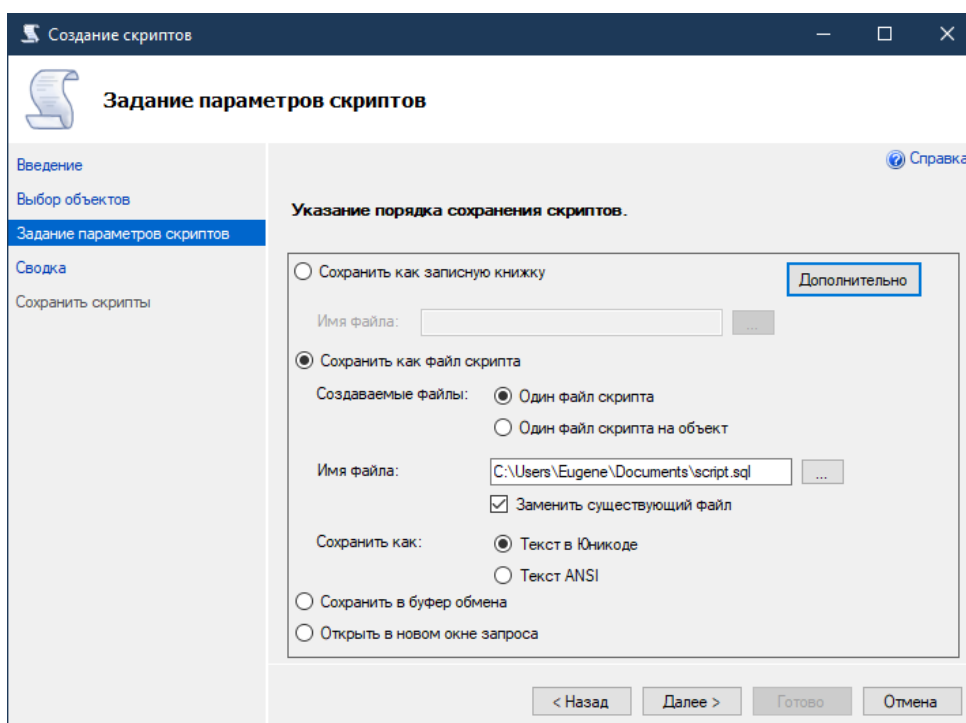 Создание скриптов
Задание параметров скриптов
Введение
Выбор объектов
Задание параметров скриптов
Сводка
Сохранить скрипты
Справка
Указание порядка сохранения скриптов.
Сохранить как записную книжку
Дополнительно
Имя файла:
...
Сохранить как файл скрипта
Создаваемые файлы:
Один файл скрипта
Один файл скрипта на объект
Имя файла:
C:\Users\Eugene\Documents\script.sql
...
Заменить существующий файл
Сохранить как:
Текст в Юникоде
Текст ANSI
Сохранить в буфер обмена
Открыть в новом окне запроса
< Назад
Далее >
Готово
Отмена